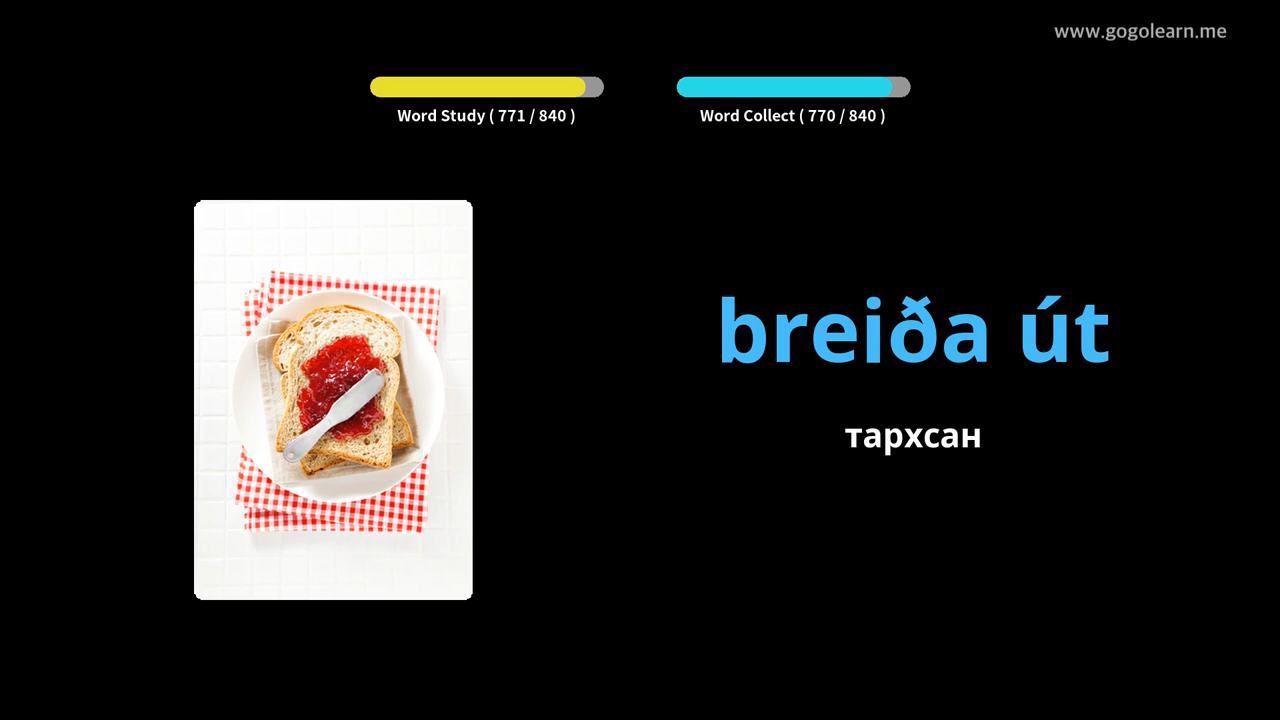 www.gogolearn.me
Word Study ( 771 / 840 )
Word Collect ( 770 / 840 )
breiða út
тархсан